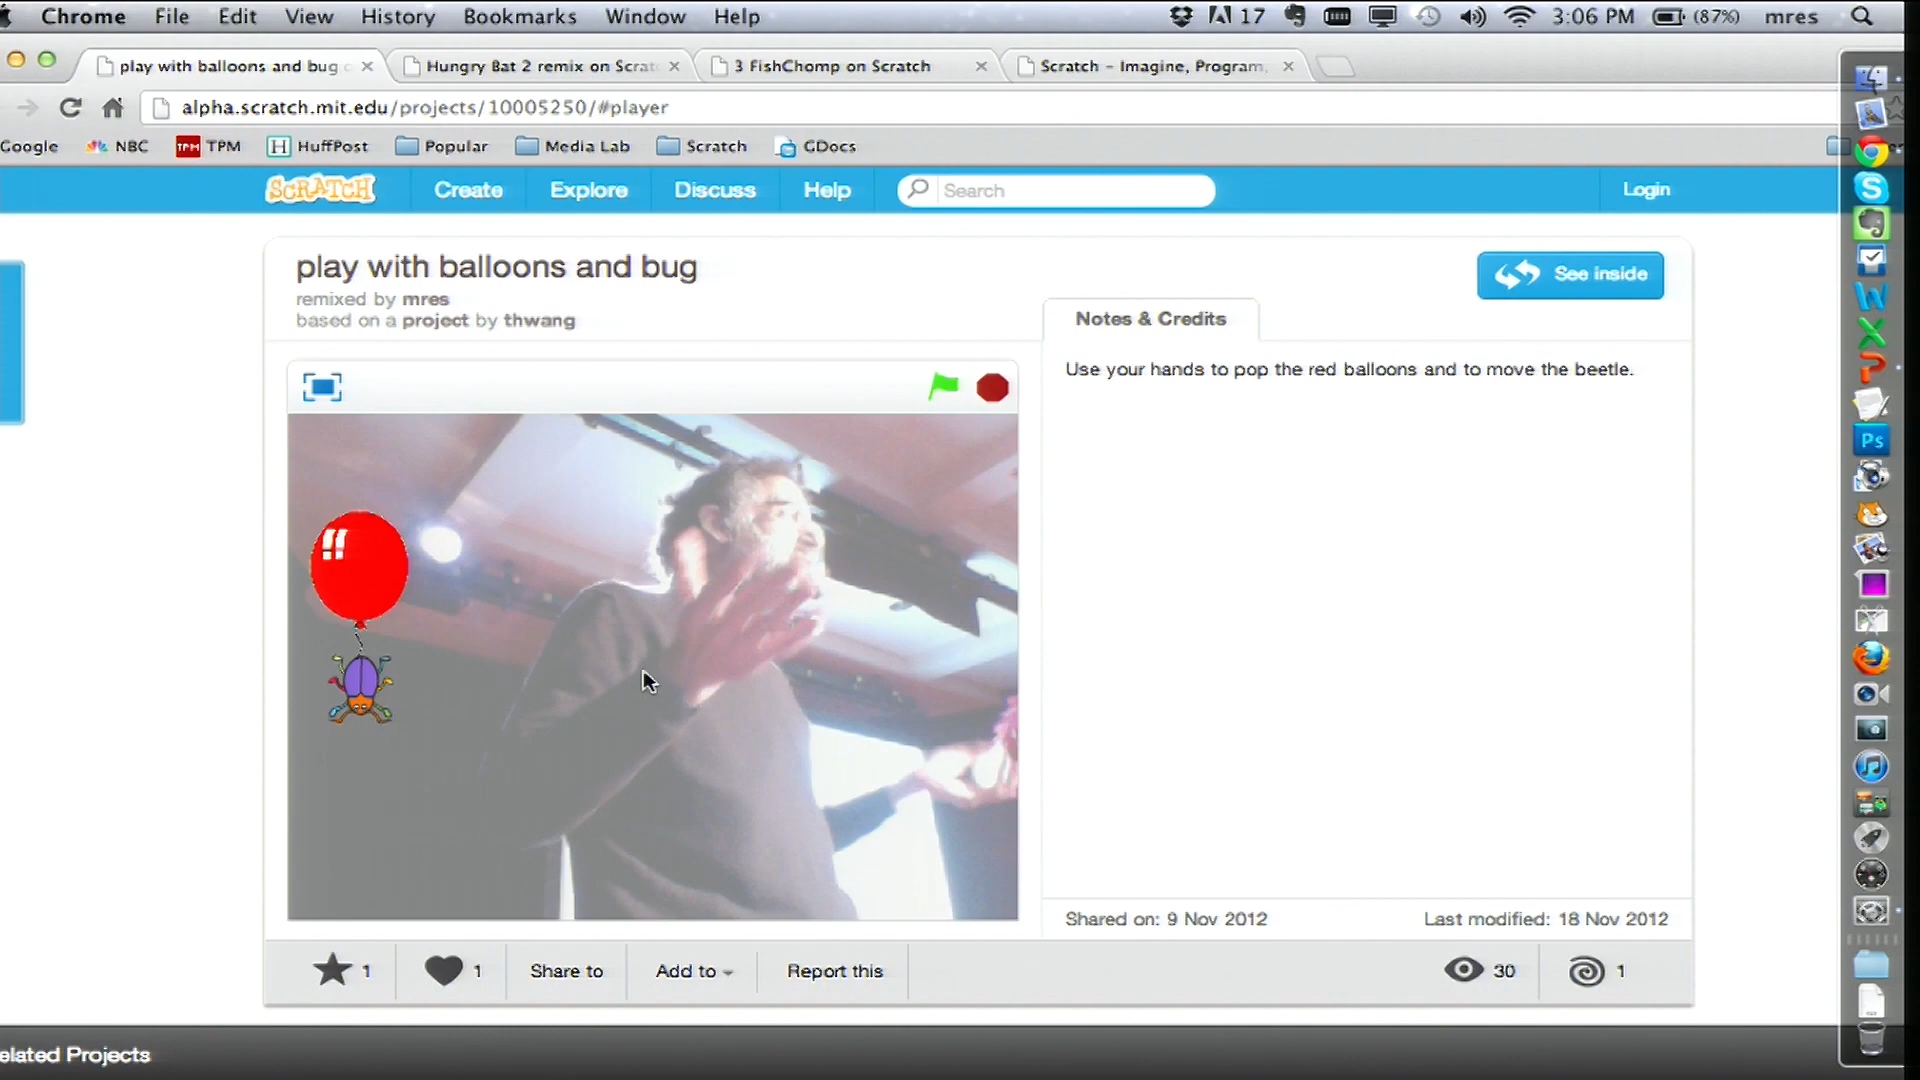 Chrome File Edit View History Bookmarks Window Help 17 3:06 PM (87%) mres
play with balloons and bug Hungry Bat 2 remix on Scrat 3 FishChomp on Scratch Scratch - Imagine, Program,
alpha.scratch.mit.edu/projects/10005250/#player
Google NBC TPM TPM H HuffPost Popular Media Lab Scratch GDocs
SCRATCH Create Explore Discuss Help Search Login
play with balloons and bug
See inside
remixed by mres
based on a project by thwang
Notes & Credits
Use your hands to pop the red balloons and to move the beetle.
Shared on: 9 Nov 2012 Last modified: 18 Nov 2012
1 1 Share to Add to Report this 30 1
elated Projects
S
W
X
P
Ps